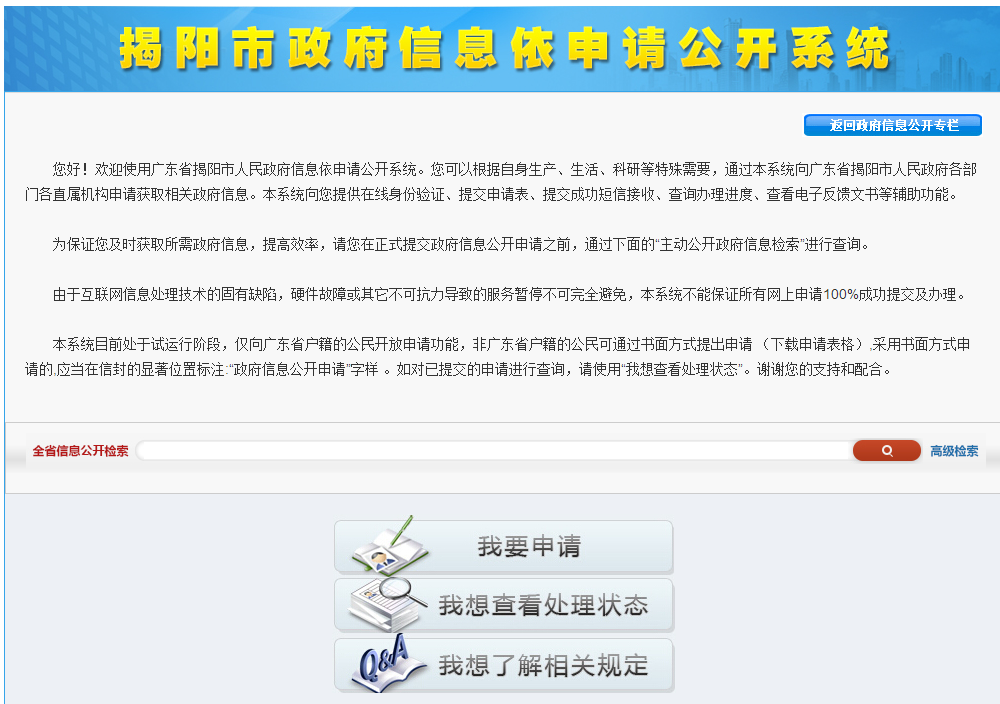 揭阳市政府信息依申请公开系统
返回政府信息公开专栏
您好！欢迎使用广东省揭阳市人民政府信息依申请公开系统。您可以根据自身生产、生活、科研等特殊需要，通过本系统向广东省揭阳市人民政府各部
门各直属机构申请获取相关政府信息。本系统向您提供在线身份验证、提交申请表、提交成功短信接收、查询办理进度、查看电子反馈文书等辅助功能。
为保证您及时获取所需政府信息，提高效率，请您在正式提交政府信息公开申请之前，通过下面的“主动公开政府信息检索”进行查询。
由于互联网信息处理技术的固有缺陷，硬件故障或其它不可抗力导致的服务暂停不可完全避免，本系统不能保证所有网上申请100%成功提交及办理。
本系统目前处于试运行阶段，仅向广东省户籍的公民开放申请功能，非广东省户籍的公民可通过书面方式提出申请 （下载申请表格）,采用书面方式申
请的,应当在信封的显著位置标注:“政府信息公开申请”字样 。如对已提交的申请进行查询，请使用“我想查看处理状态”。谢谢您的支持和配合。
全省信息公开检索 高级检索
我要申请
我想查看处理状态
Q&A 我想了解相关规定